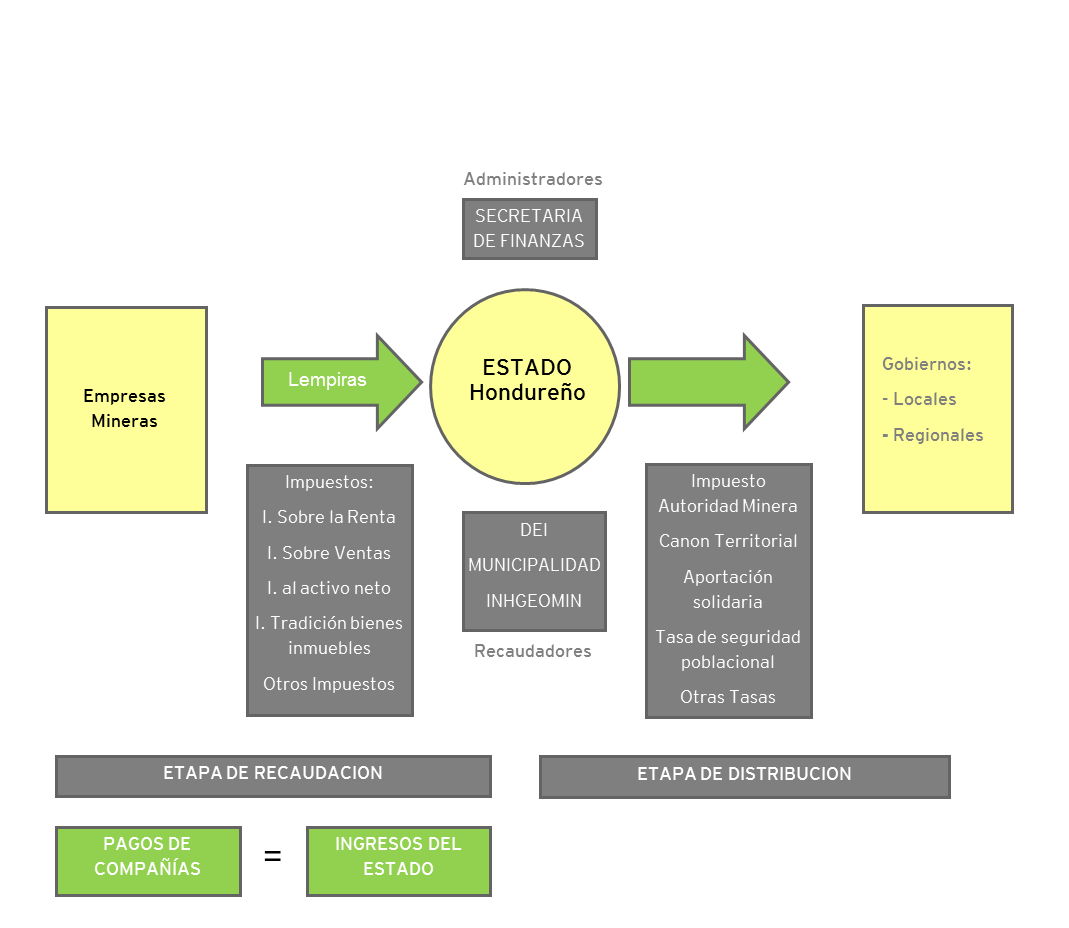 Administradores
SECRETARIA
DE FINANZAS
Empresas
Mineras
Lempiras
ESTADO
Hondureño
Gobiernos:
- Locales
- Regionales
Impuestos:
I. Sobre la Renta
I. Sobre Ventas
I. al activo neto
I. Tradición bienes
inmuebles
Otros Impuestos
DEI
MUNICIPALIDAD
INHGEOMIN
Recaudadores
Impuesto
Autoridad Minera
Canon Territorial
Aportación
solidaria
Tasa de seguridad
poblacional
Otras Tasas
ETAPA DE RECAUDACION
ETAPA DE DISTRIBUCION
PAGOS DE
COMPAÑÍAS
=
INGRESOS DEL
ESTADO